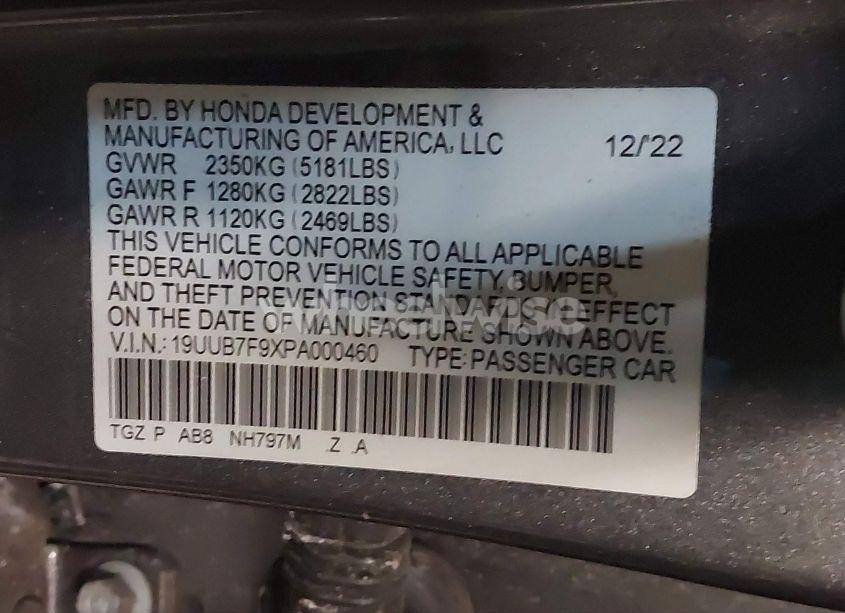 MFD. BY HONDA DEVELOPMENT &
MANUFACTURING OF AMERICA, LLC 12/'22
GVWR 2350KG (5181LBS)
GAWR F 1280KG (2822LBS)
GAWR R 1120KG (2469LBS)
THIS VEHICLE CONFORMS TO ALL APPLICABLE
FEDERAL MOTOR VEHICLE SAFETY, BUMPER,
AND THEFT PREVENTION STANDARDS EFFECT
ON THE DATE OF MANUFACTURE SHOWN ABOVE.
V.I.N.: 19UUB7F9XPA000460 TYPE: PASSENGER CAR
TGZ P AB8 NH797M .Z .A